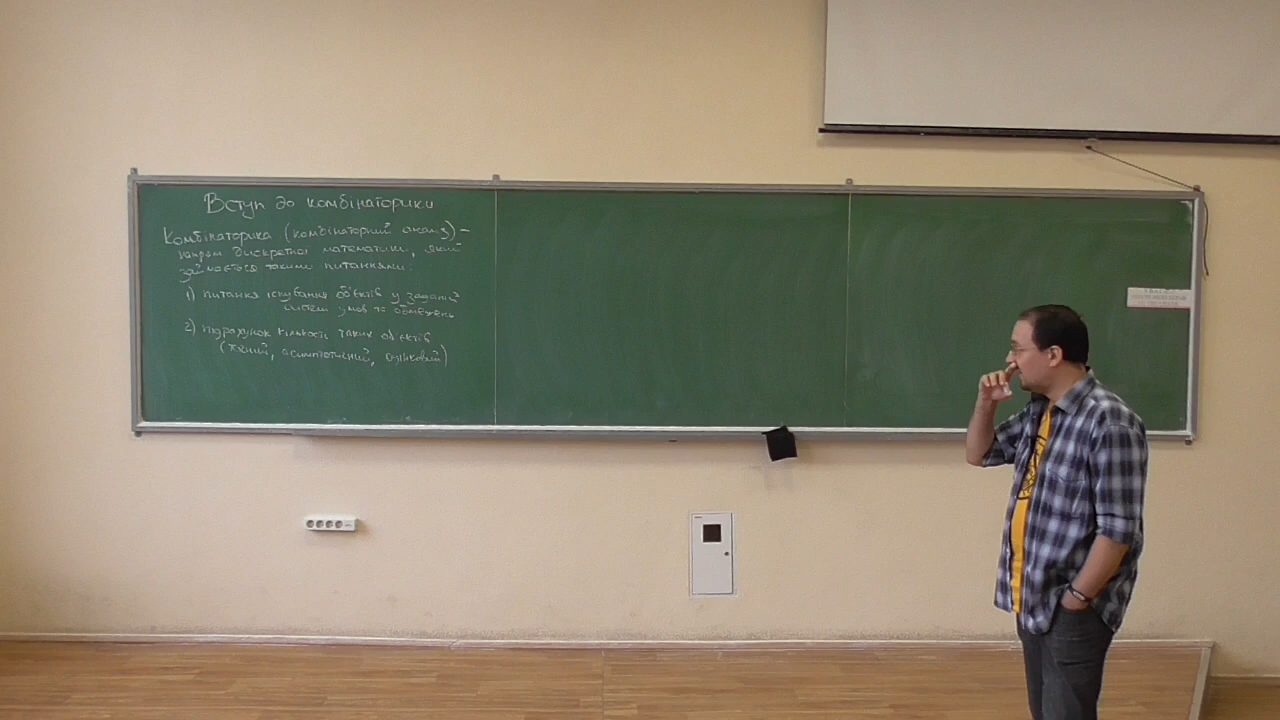 Вступ до комбінаторики
Комбінаторика (комбінаторний аналіз) –
напрям дискретної математики, який
займається такими питаннями:
1) питання існування об'єктів у заданій
системі умов та обмежень
2) підрахунок кількості таких об'єктів
(точний, асимптотичний, оцінковий)